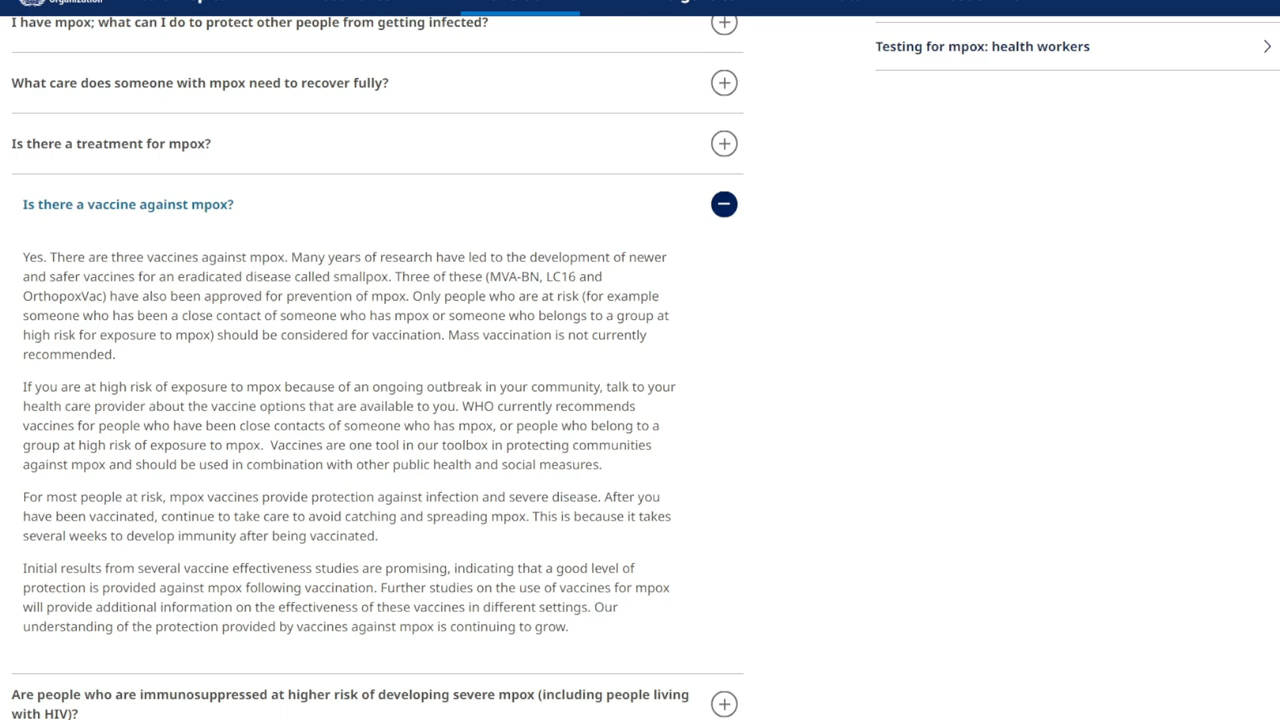 Organization
I have mpox; what can I do to protect other people from getting infected?
Testing for mpox: health workers
What care does someone with mpox need to recover fully?
Is there a treatment for mpox?
Is there a vaccine against mpox?
Yes. There are three vaccines against mpox. Many years of research have led to the development of newer
and safer vaccines for an eradicated disease called smallpox. Three of these (MVA-BN, LC16 and
OrthopoxVac) have also been approved for prevention of mpox. Only people who are at risk (for example
someone who has been a close contact of someone who has mpox or someone who belongs to a group at
high risk for exposure to mpox) should be considered for vaccination. Mass vaccination is not currently
recommended.
If you are at high risk of exposure to mpox because of an ongoing outbreak in your community, talk to your
health care provider about the vaccine options that are available to you. WHO currently recommends
vaccines for people who have been close contacts of someone who has mpox, or people who belong to a
group at high risk of exposure to mpox.  Vaccines are one tool in our toolbox in protecting communities
against mpox and should be used in combination with other public health and social measures.
For most people at risk, mpox vaccines provide protection against infection and severe disease. After you
have been vaccinated, continue to take care to avoid catching and spreading mpox. This is because it takes
several weeks to develop immunity after being vaccinated.
Initial results from several vaccine effectiveness studies are promising, indicating that a good level of
protection is provided against mpox following vaccination. Further studies on the use of vaccines for mpox
will provide additional information on the effectiveness of these vaccines in different settings. Our
understanding of the protection provided by vaccines against mpox is continuing to grow.
Are people who are immunosuppressed at higher risk of developing severe mpox (including people living
with HIV)?